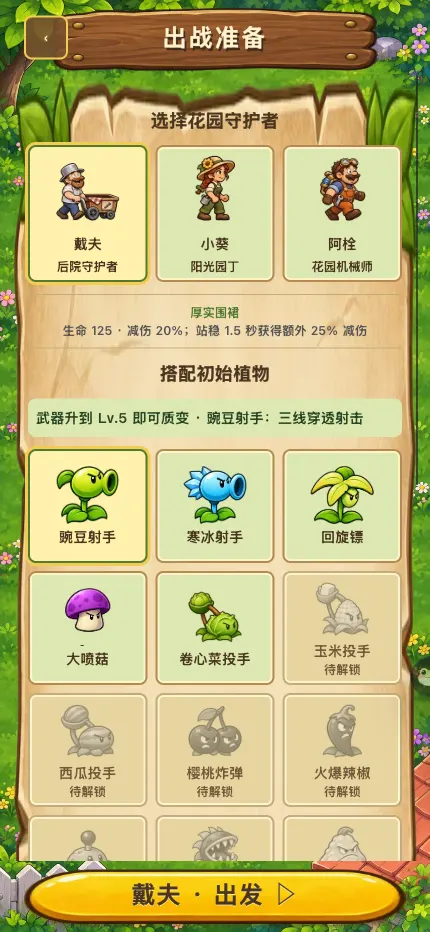 出战准备
选择花园守护者
戴夫
后院守护者
小葵
阳光园丁
阿栓
花园机械师
厚实围裙
生命 125 · 减伤 20%；站稳 1.5 秒获得额外 25% 减伤
搭配初始植物
武器升到 Lv.5 即可质变 · 豌豆射手：三线穿透射击
豌豆射手
寒冰射手
回旋镖
大喷菇
卷心菜投手
玉米投手
待解锁
西瓜投手
待解锁
樱桃炸弹
待解锁
火爆辣椒
待解锁
戴夫 · 出发 ▷